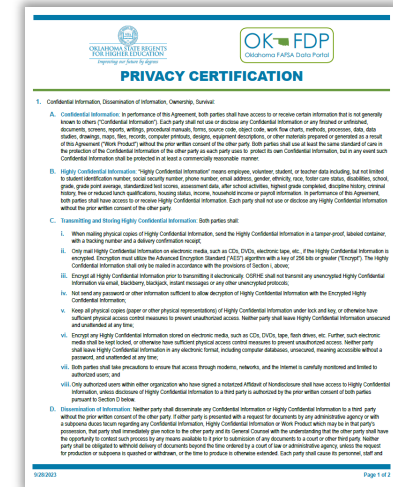 OKLAHOMA STATE REGENTS
FOR HIGHER EDUCATION
Improving our future by degrees
OK FDP
Oklahoma FAFSA Data Portal
PRIVACY CERTIFICATION
1. Confidential Information, Dissemination of Information, Ownership, Survival:
A. Confidential Information: In performance of this Agreement, both parties shall have access to or receive certain information that is not generally
known to others ("Confidential Information"). Each party shall not use or disclose any Confidential Information or any finished or unfinished,
documents, screens, reports, writings, procedural manuals, forms, source code, object code, work flow charts, methods, processes, data, data
studies, drawings, maps, files, records, computer printouts, designs, equipment descriptions, or other materials prepared or generated as a result
of this Agreement ("Work Product") without the prior written consent of the other party. Both parties shall use at least the same standard of care in
the protection of the Confidential Information of the other party as each party uses to protect its own Confidential Information, but in any event such
Confidential Information shall be protected in at least a commercially reasonable manner.
B. Highly Confidential Information: "Highly Confidential Information" means employee, volunteer, student, or teacher data including, but not limited
to student identification number, social security number, phone number, email address, gender, ethnicity, race, foster care status, disabilities, school,
grade, grade point average, standardized test scores, assessment data, after school activities, highest grade completed, discipline history, criminal
history, free or reduced lunch qualifications, housing status, income, household income or payroll information. In performance of this Agreement,
both parties shall have access to or receive Highly Confidential Information. Each party shall not use or disclose any Highly Confidential Information
without the prior written consent of the other party.
C. Transmitting and Storing Highly Confidential Information: Both parties shall:
i. When mailing physical copies of Highly Confidential Information, send the Highly Confidential Information in a tamper-proof, labeled container,
with a tracking number and a delivery confirmation receipt;
ii. Only mail Highly Confidential Information on electronic media, such as CDs, DVDs, electronic tape, etc., if the Highly Confidential Information is
encrypted. Encryption must utilize the Advanced Encryption Standard ("AES") algorithm with a key of 256 bits or greater ("Encrypt"). The Highly
Confidential Information shall only be mailed in accordance with the provisions of Section i, above;
iii. Encrypt all Highly Confidential Information prior to transmitting it electronically. OSRHE shall not transmit any unencrypted Highly Confidential
Information via email, blackberry, blackjack, instant messages or any other unencrypted protocols;
iv. Not send any password or other information sufficient to allow decryption of Highly Confidential Information with the Encrypted Highly
Confidential Information;
v. Keep all physical copies (paper or other physical representations) of Highly Confidential Information under lock and key, or otherwise have
sufficient physical access control measures to prevent unauthorized access. Neither party shall leave Highly Confidential Information unsecured
and unattended at any time;
vi. Encrypt any Highly Confidential Information stored on electronic media, such as CDs, DVDs, tape, flash drives, etc. Further, such electronic
media shall be kept locked, or otherwise have sufficient physical access control measures to prevent unauthorized access. Neither party
shall leave Highly Confidential Information in any electronic format, including computer databases, unsecured, meaning accessible without a
password, and unattended at any time;
vii. Both parties shall take precautions to ensure that access through modems, networks, and the Internet is carefully monitored and limited to
authorized users; and
viii. Only authorized users within either organization who have signed a notarized Affidavit of Nondisclosure shall have access to Highly Confidential
Information, unless disclosure of Highly Confidential Information to a third party is authorized by the prior written consent of both parties
pursuant to Section D below.
D. Dissemination of Information: Neither party shall disseminate any Confidential Information or Highly Confidential Information to a third party
without the prior written consent of the other party. If either party is presented with a request for documents by any administrative agency or with
a subpoena duces tecum regarding any Confidential Information, Highly Confidential Information or Work Product which may be in that party's
possession, that party shall immediately give notice to the other party and its General Counsel with the understanding that the other party shall have
the opportunity to contest such process by any means available to it prior to submission of any documents to a court or other third party. Neither
party shall be obligated to withhold delivery of documents beyond the time ordered by a court of law or administrative agency, unless the request
for production or subpoena is quashed or withdrawn, or the time to produce is otherwise extended. Each party shall cause its personnel, staff and
9/28/2023
Page 1 of 2